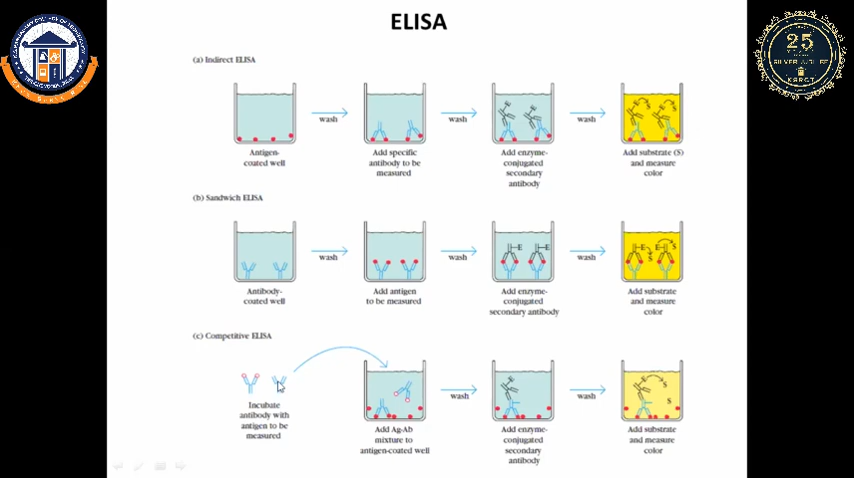 ELISA
(a) Indirect ELISA
wash
wash
wash
Antigen-
coated well
Add specific
antibody to be
measured
Add enzyme-
conjugated
secondary
antibody
Add substrate (S)
and measure
color
(b) Sandwich ELISA
wash
wash
wash
Antibody-
coated well
Add antigen
to be measured
Add enzyme-
conjugated
secondary antibody
Add substrate
and measure
color
(c) Competitive ELISA
wash
wash
Incubate
antibody with
antigen to be
measured
Add Ag-Ab
mixture to
antigen-coated well
Add enzyme-
conjugated
secondary
antibody
Add substrate
and measure
color
25
SILVER JUBILEE